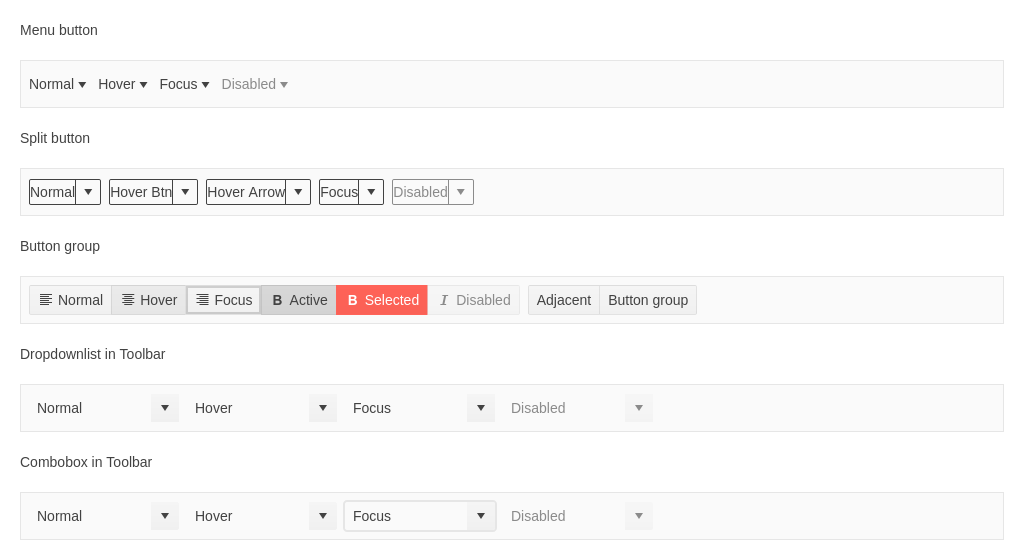 Menu button
Normal Hover Focus Disabled
Split button
Normal Hover Btn Hover Arrow Focus Disabled
Button group
Normal Hover Focus B Active B Selected I Disabled Adjacent Button group
Dropdownlist in Toolbar
Normal Hover Focus Disabled
Combobox in Toolbar
Normal Hover Focus Disabled